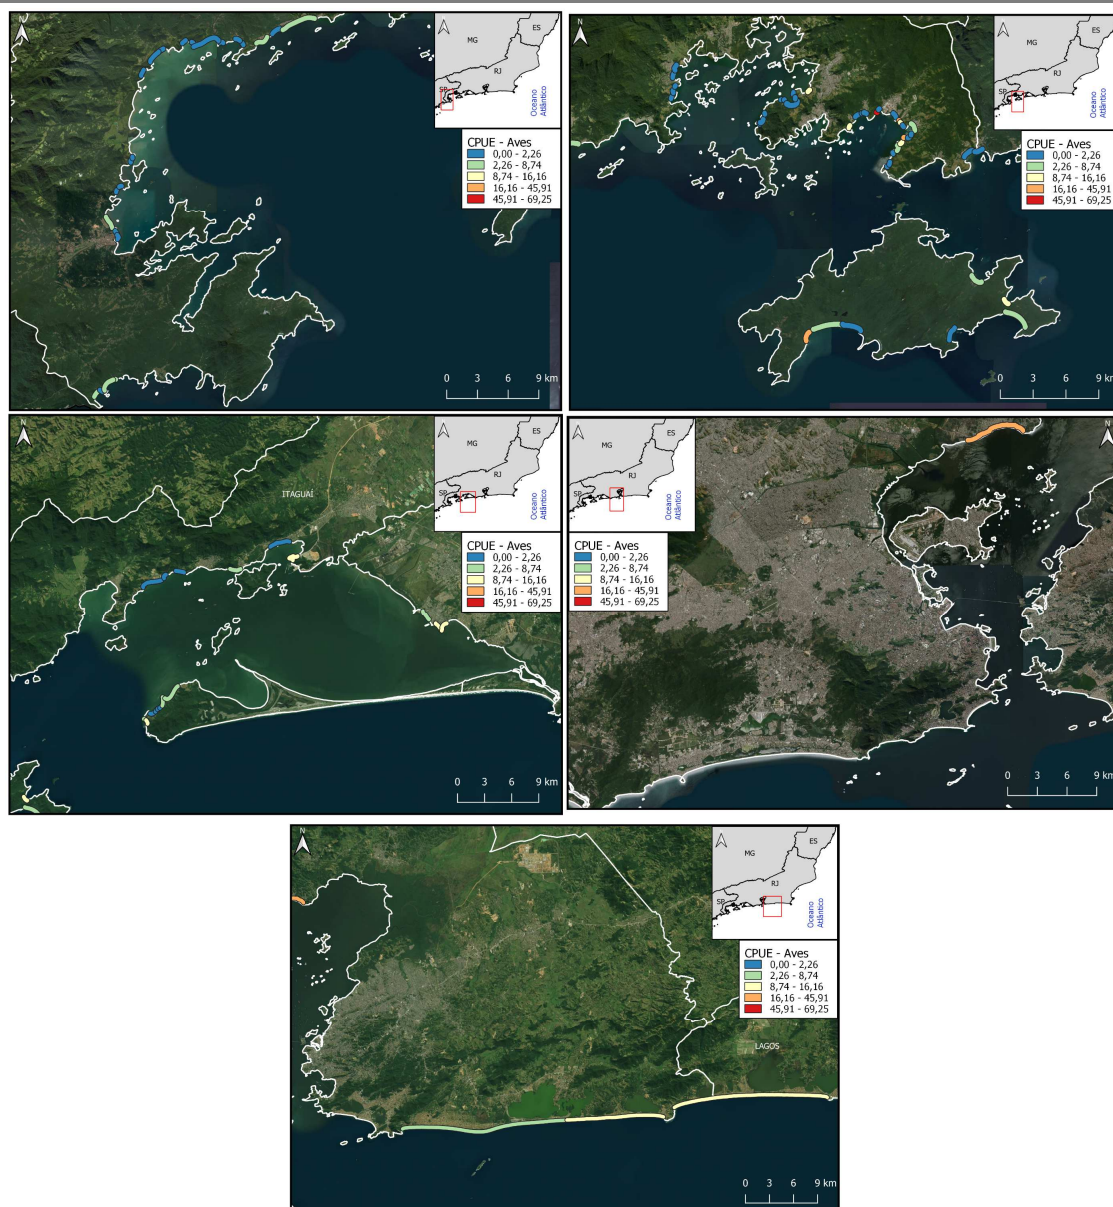 N
MG
ES
RJ
SP
Oceano
Atlântico
CPUE - Aves
0,00 - 2,26
2,26 - 8,74
8,74 - 16,16
16,16 - 45,91
45,91 - 69,25
0 3 6 9 km
MG
ES
RJ
SP
Oceano
Atlântico
CPUE - Aves
0,00 - 2,26
2,26 - 8,74
8,74 - 16,16
16,16 - 45,91
45,91 - 69,25
0 3 6 9 km
N
ITAGUAÍ
MG
ES
RJ
SP
Oceano
Atlântico
CPUE - Aves
0,00 - 2,26
2,26 - 8,74
8,74 - 16,16
16,16 - 45,91
45,91 - 69,25
0 3 6 9 km
N
MG
ES
RJ
SP
Oceano
Atlântico
CPUE - Aves
0,00 - 2,26
2,26 - 8,74
8,74 - 16,16
16,16 - 45,91
45,91 - 69,25
0 3 6 9 km
N
MG
ES
RJ
SP
Oceano
Atlântico
CPUE - Aves
0,00 - 2,26
2,26 - 8,74
8,74 - 16,16
16,16 - 45,91
45,91 - 69,25
LAGOS
0 3 6 9 km